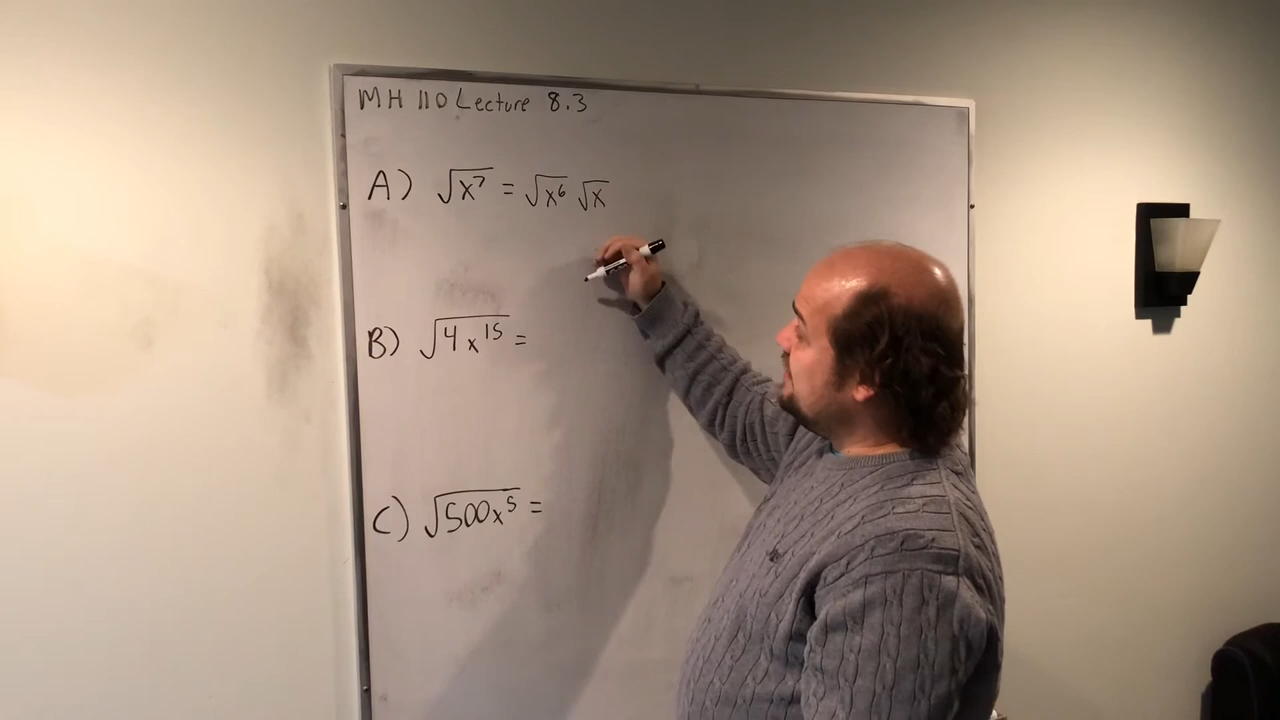 MH 110 Lecture 8.3
A) √x⁷ = √x⁶ √x
B) √4x¹⁵ =
C) √500x⁵ =